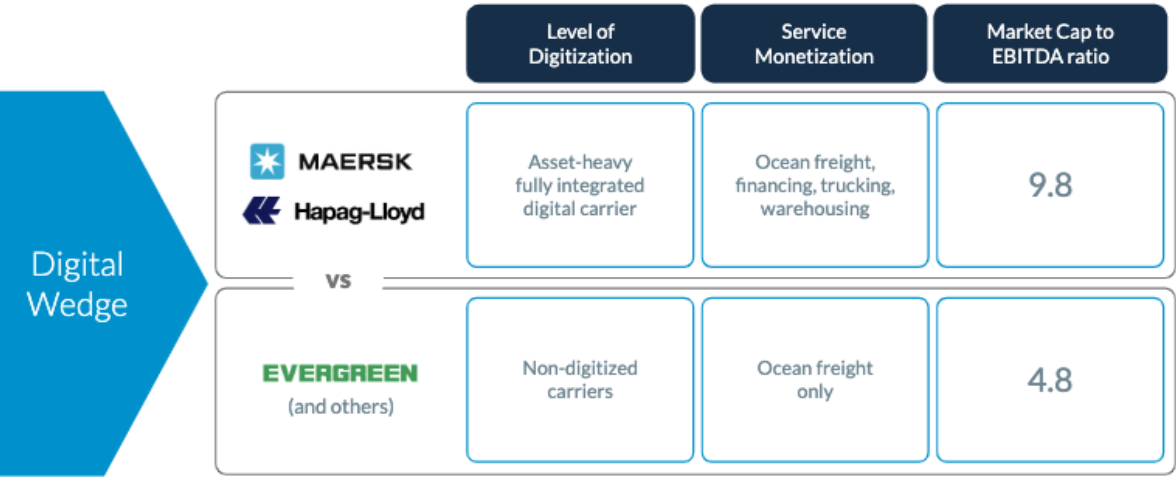 Level of
Digitization
Service
Monetization
Market Cap to
EBITDA ratio
Digital
Wedge
MAERSK
Hapag-Lloyd
Asset-heavy
fully integrated
digital carrier
Ocean freight,
financing, trucking,
warehousing
9.8
vs
EVERGREEN
(and others)
Non-digitized
carriers
Ocean freight
only
4.8